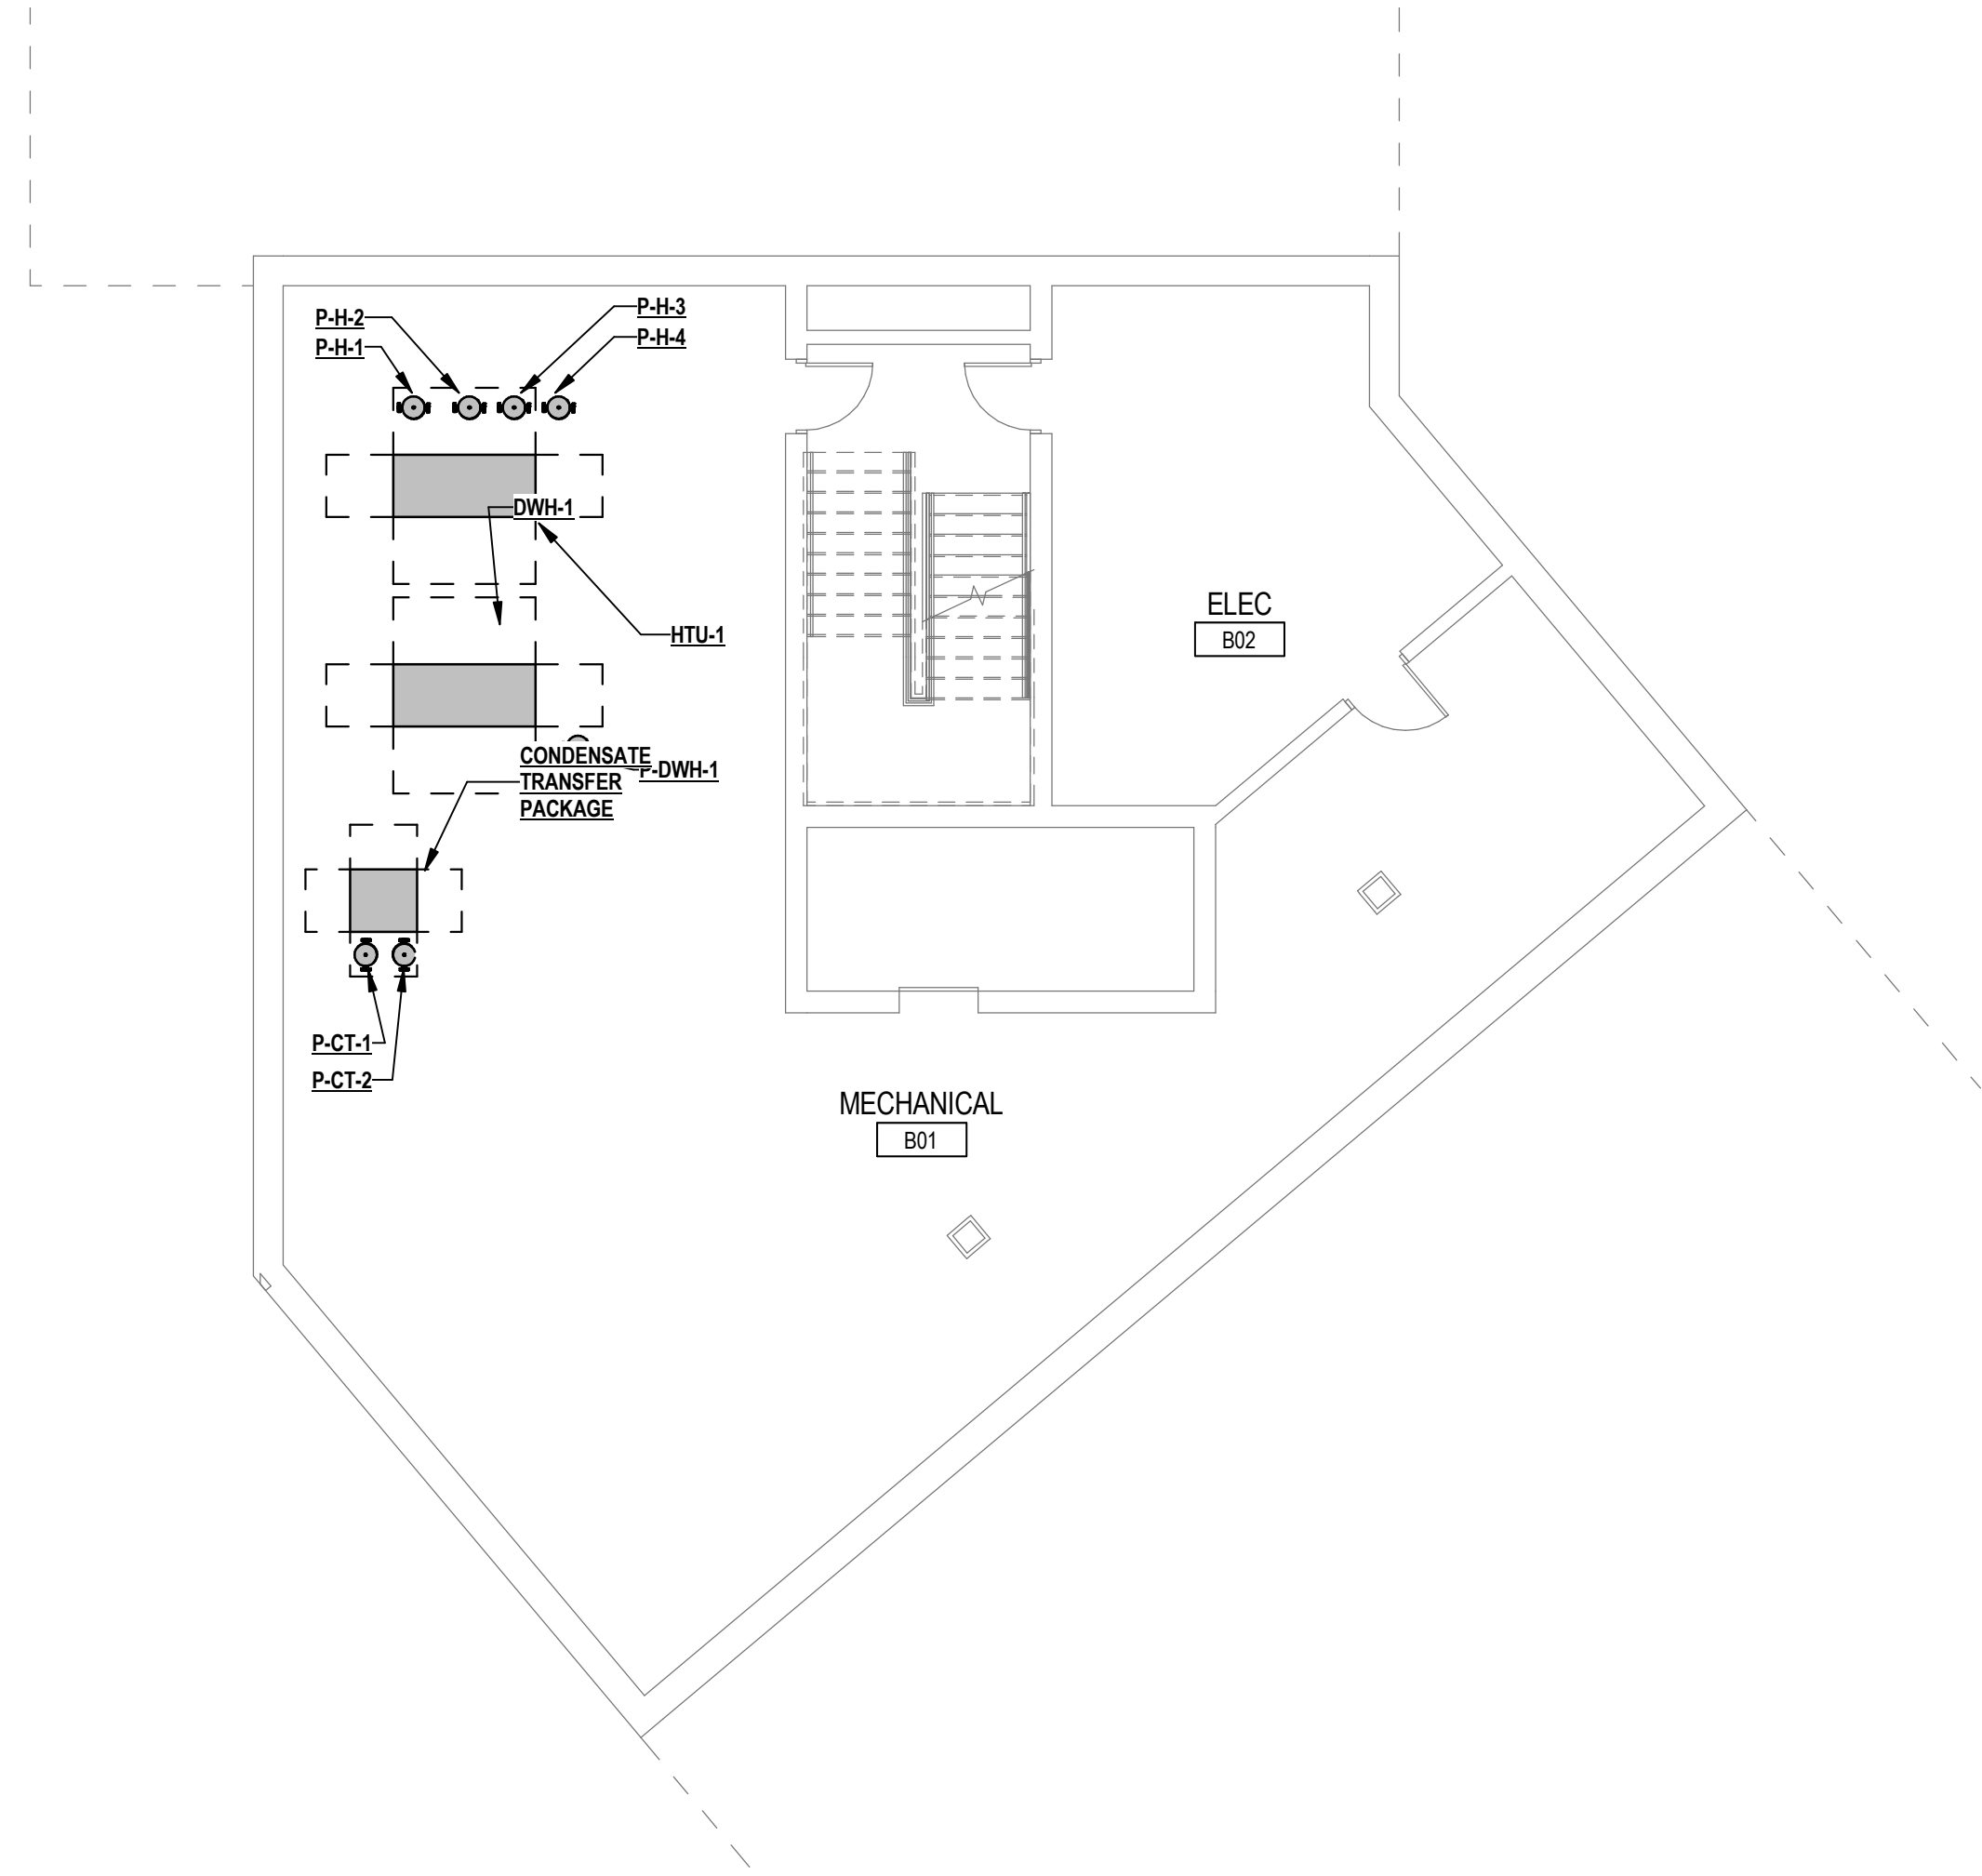 P-H-2
P-H-3
P-H-1
P-H-4
DWH-1
HTU-1
ELEC
B02
CONDENSATE
TRANSFER
PACKAGE
P-DWH-1
P-CT-1
P-CT-2
MECHANICAL
B01